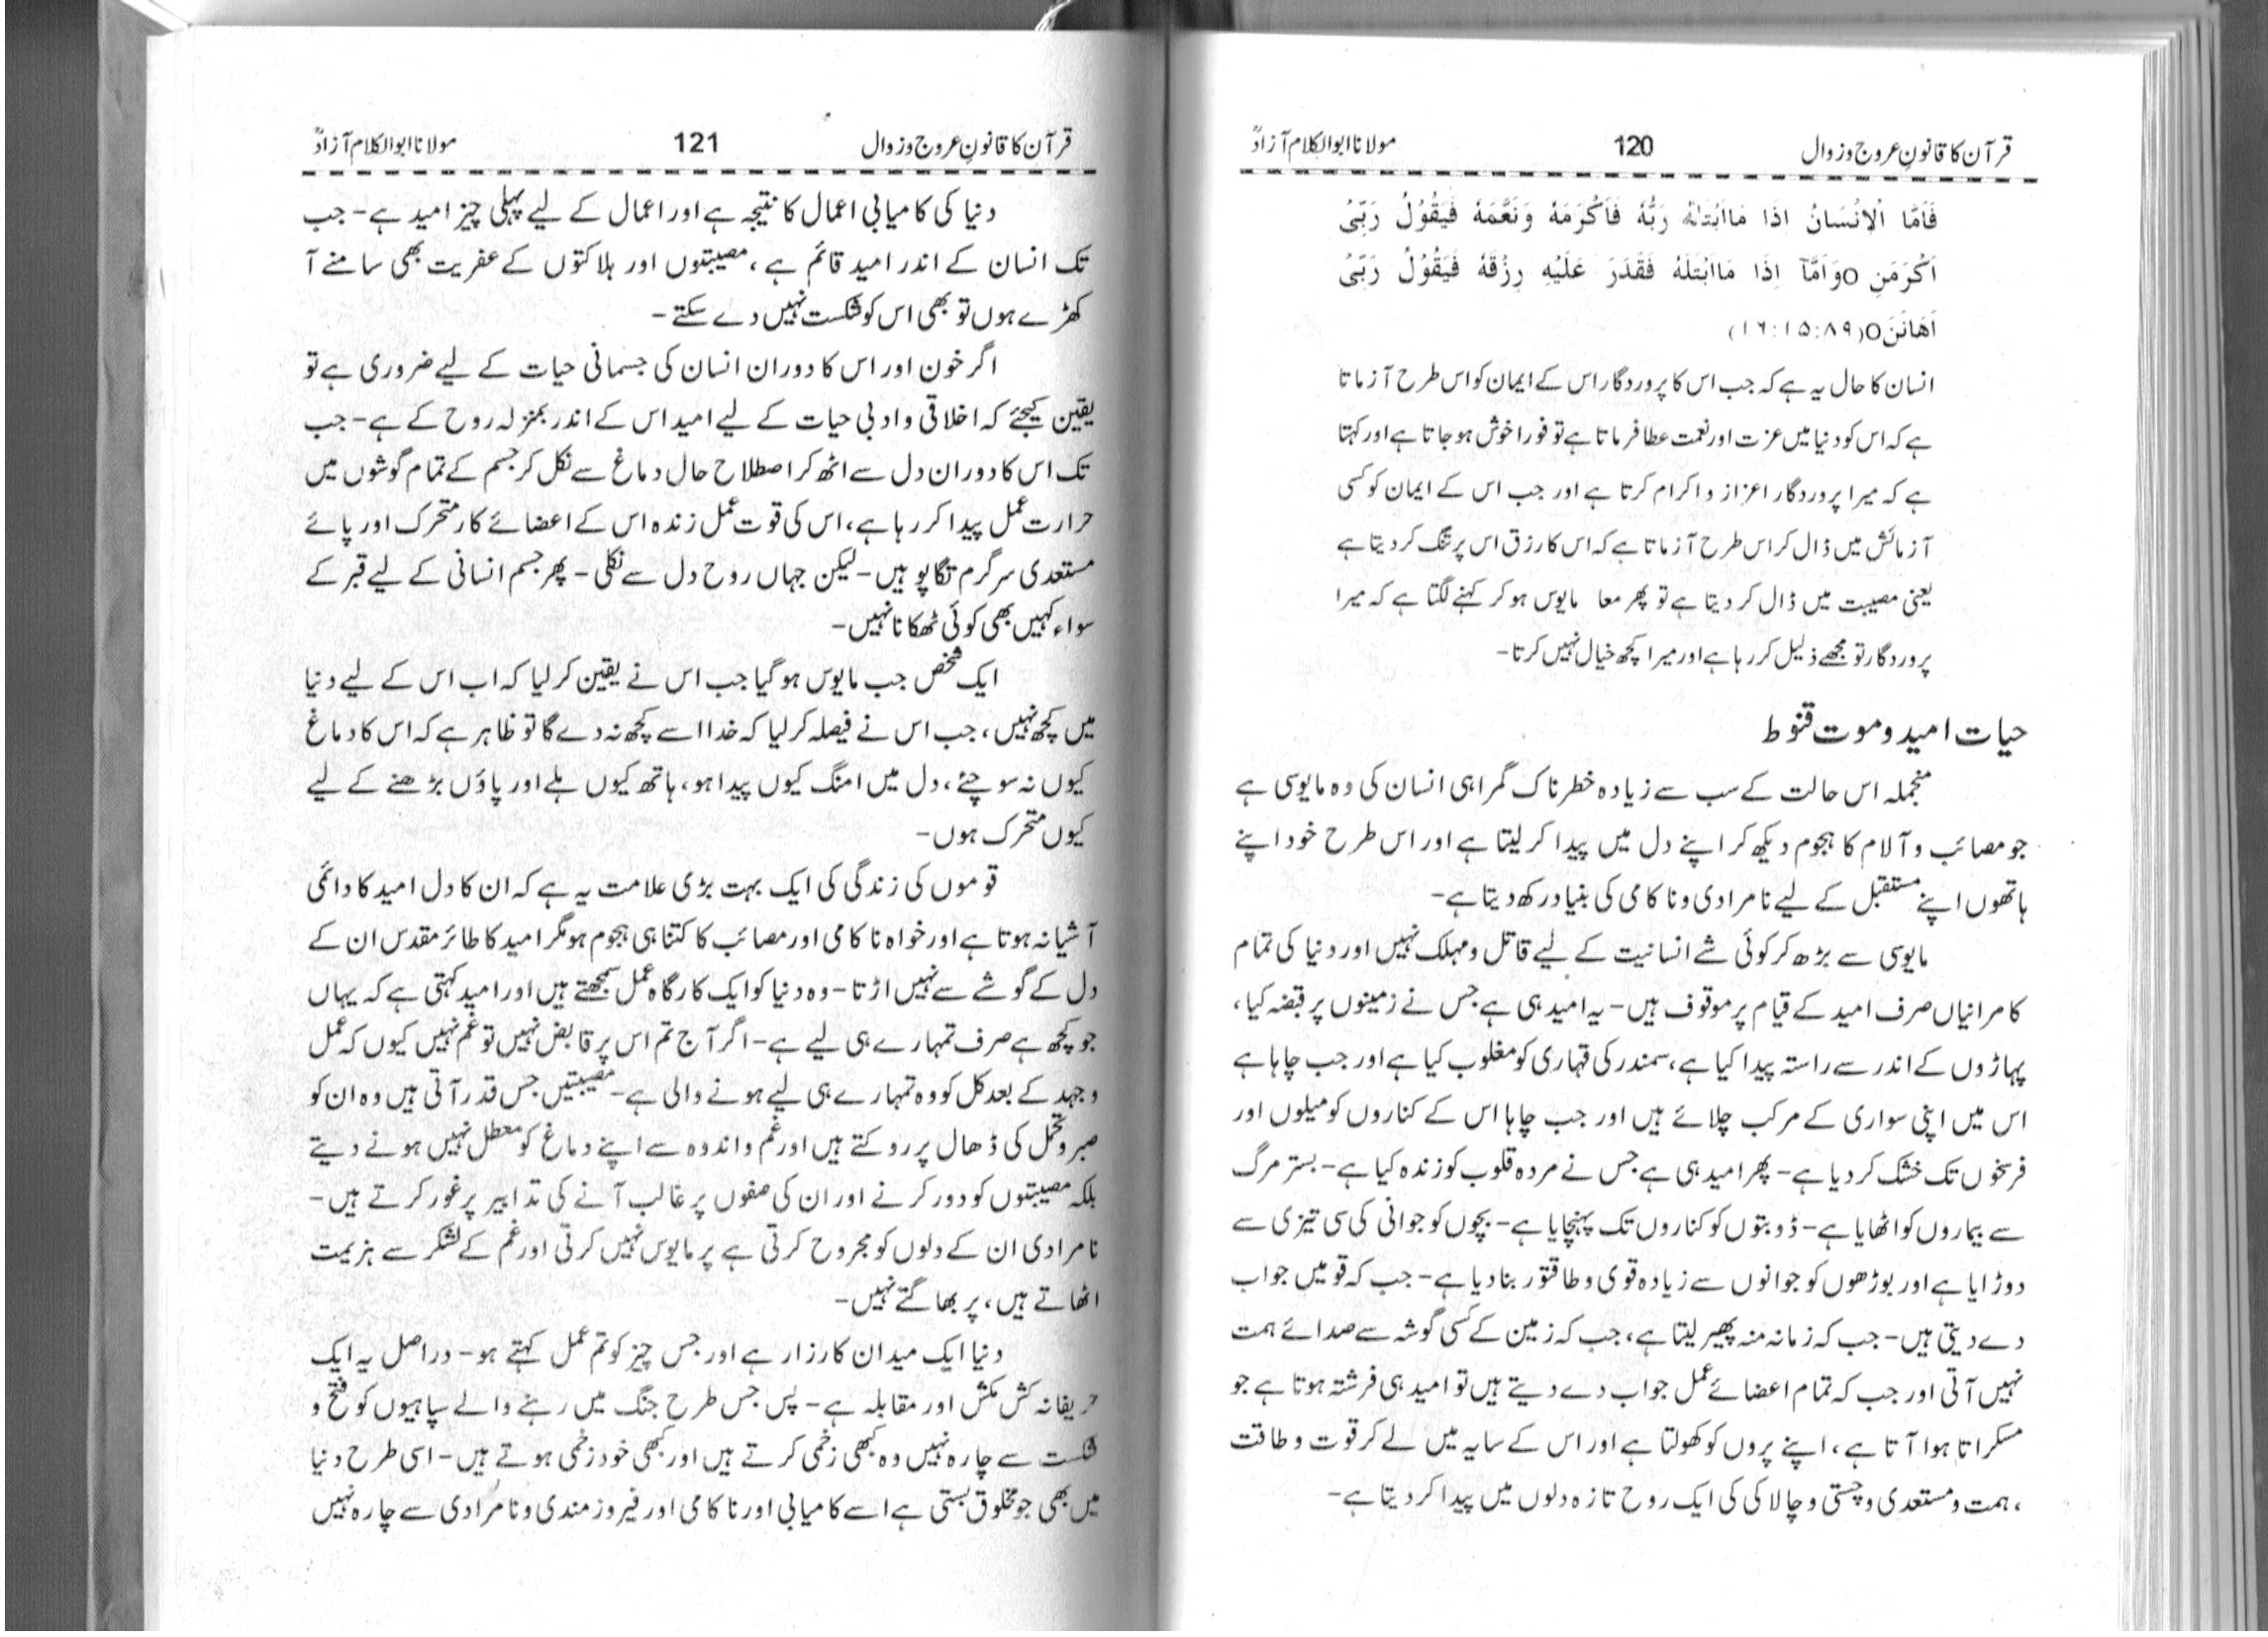 قرآن کا قانونِ عروج و زوال 120 مولانا ابوالکلام آزادؒ
فَاَمَّا الْاِنْسَانُ اِذَا مَاابْتَلٰهُ رَبُّهٗ فَاَكْرَمَهٗ وَنَعَّمَهٗ فَيَقُوْلُ رَبِّیْ
اَكْرَمَنِ oوَاَمَّآ اِذَا مَاابْتَلَهُ فَقَدَرَ عَلَيْهِ رِزْقَهٗ فَيَقُوْلُ رَبِّیْ
اَهَانَنَo(۱۶:۱۵:۸۹)
انسان کا حال یہ ہے کہ جب اس کا پروردگار اس کے ایمان کو اس طرح آزماتا
ہے کہ اس کو دنیا میں عزت اور نعمت عطا فرماتا ہے تو فورا خوش ہو جاتا ہے اور کہتا
ہے کہ میرا پروردگار اعزاز و اکرام کرتا ہے اور جب اس کے ایمان کو کسی
آزمائش میں ڈال کر اس طرح آزماتا ہے کہ اس کا رزق اس پر تنگ کر دیتا ہے
یعنی مصیبت میں ڈال کر دیتا ہے تو پھر معا مایوس ہو کر کہنے لگتا ہے کہ میرا
پروردگار تو مجھے ذلیل کر رہا ہے اور میرا کچھ خیال نہیں کرتا-
حیات امید و موت قنوط
منجملہ اس حالت کے سب سے زیادہ خطرناک گمراہی انسان کی وہ مایوسی ہے
جو مصائب و آلام کا ہجوم دیکھ کر اپنے دل میں پیدا کر لیتا ہے اور اس طرح خود اپنے
ہاتھوں اپنے مستقبل کے لیے نامرادی و ناکامی کی بنیاد رکھ دیتا ہے-
مایوسی سے بڑھ کر کوئی شے انسانیت کے لیے قاتل و مہلک نہیں اور دنیا کی تمام
کامرانیاں صرف امید کے قیام پر موقوف ہیں- یہ امید ہی ہے جس نے زمینوں پر قبضہ کیا،
پہاڑوں کے اندر سے راستہ پیدا کیا ہے، سمندر کی قہاری کو مغلوب کیا ہے اور جب چاہا ہے
اس میں اپنی سواری کے مرکب چلائے ہیں اور جب چاہا اس کے کناروں کو میلوں اور
فرسخوں تک خشک کر دیا ہے- پھر امید ہی ہے جس نے مردہ قلوب کو زندہ کیا ہے- بستر مرگ
سے بیماروں کو اٹھایا ہے- ڈوبتوں کو کناروں تک پہنچایا ہے- بچوں کو جوانی کی سی تیزی سے
دوڑایا ہے اور بوڑھوں کو جوانوں سے زیادہ قوی و طاقتور بنا دیا ہے- جب کہ قومیں جواب
دے دیتی ہیں- جب کہ زمانہ منہ پھیر لیتا ہے، جب کہ زمین کے کسی گوشہ سے صدائے ہمت
نہیں آتی اور جب کہ تمام اعضائے عمل جواب دے دیتے ہیں تو امید ہی فرشتہ ہوتا ہے جو
مسکراتا ہوا آتا ہے، اپنے پروں کو کھولتا ہے اور اس کے سایہ میں لے کر قوت و طاقت
، ہمت و مستعدی و چستی و چالاکی کی ایک روح تازہ دلوں میں پیدا کر دیتا ہے-
قرآن کا قانونِ عروج و زوال 121 مولانا ابوالکلام آزادؒ
دنیا کی کامیابی اعمال کا نتیجہ ہے اور اعمال کے لیے پہلی چیز امید ہے- جب
تک انسان کے اندر امید قائم ہے، مصیبتوں اور ہلاکتوں کے عفریت بھی سامنے آ
کھڑے ہوں تو بھی اس کو شکست نہیں دے سکتے-
اگر خون اور اس کا دوران انسان کی جسمانی حیات کے لیے ضروری ہے تو
یقین کیجئے کہ اخلاقی و ادبی حیات کے لیے امید اس کے اندر بمنزلہ روح کے ہے- جب
تک اس کا دوران دل سے اٹھ کر اصطلاح حال دماغ سے نکل کر جسم کے تمام گوشوں میں
حرارت عمل پیدا کر رہا ہے، اس کی قوت عمل زندہ اس کے اعضائے کار متحرک اور پائے
مستعدی سرگرم تگاپو ہیں- لیکن جہاں روح دل سے نکلی- پھر جسم انسانی کے لیے قبر کے
سواء کہیں بھی کوئی ٹھکانا نہیں-
ایک شخص جب مایوس ہو گیا جب اس نے یقین کر لیا کہ اب اس کے لیے دنیا
میں کچھ نہیں، جب اس نے فیصلہ کر لیا کہ خدا اسے کچھ نہ دے گا تو ظاہر ہے کہ اس کا دماغ
کیوں نہ سوچئے، دل میں امنگ کیوں پیدا ہو، ہاتھ کیوں ہلے اور پاؤں بڑھنے کے لیے
کیوں متحرک ہوں-
قوموں کی زندگی کی ایک بہت بڑی علامت یہ ہے کہ ان کا دل امید کا دائمی
آشیانہ ہوتا ہے اور خواہ ناکامی اور مصائب کا کتنا ہی ہجوم ہو مگر امید کا طائر مقدس ان کے
دل کے گوشے سے نہیں اڑتا- وہ دنیا کو ایک کارگاہ عمل سمجھتے ہیں اور امید کہتی ہے کہ یہاں
جو کچھ ہے صرف تمہارے ہی لیے ہے- اگر آج تم اس پر قابض نہیں تو غم نہیں کیوں کہ عمل
و جہد کے بعد کل کو وہ تمہارے ہی لیے ہونے والی ہے- مصیبتیں جس قدر آتی ہیں وہ ان کو
صبر و تحمل کی ڈھال پر روکتے ہیں اور غم و اندوہ سے اپنے دماغ کو معطل نہیں ہونے دیتے
بلکہ مصیبتوں کو دور کرنے اور ان کی صفوں پر غالب آنے کی تدابیر پر غور کرتے ہیں-
نامرادی ان کے دلوں کو مجروح کرتی ہے پر مایوس نہیں کرتی اور غم کے لشکر سے ہزیمت
اٹھاتے ہیں، پر بھاگتے نہیں-
دنیا ایک میدان کارزار ہے اور جس چیز کو تم عمل کہتے ہو- دراصل یہ ایک
حریفانہ کش مکش اور مقابلہ ہے- پس جس طرح جنگ میں رہنے والے سپاہیوں کو فتح و
شکست سے چارہ نہیں وہ کبھی زخمی کرتے ہیں اور کبھی خود زخمی ہوتے ہیں- اسی طرح دنیا
میں بھی جو مخلوق بستی ہے اسے کامیابی اور ناکامی اور فیروز مندی و نامرادی سے چارہ نہیں